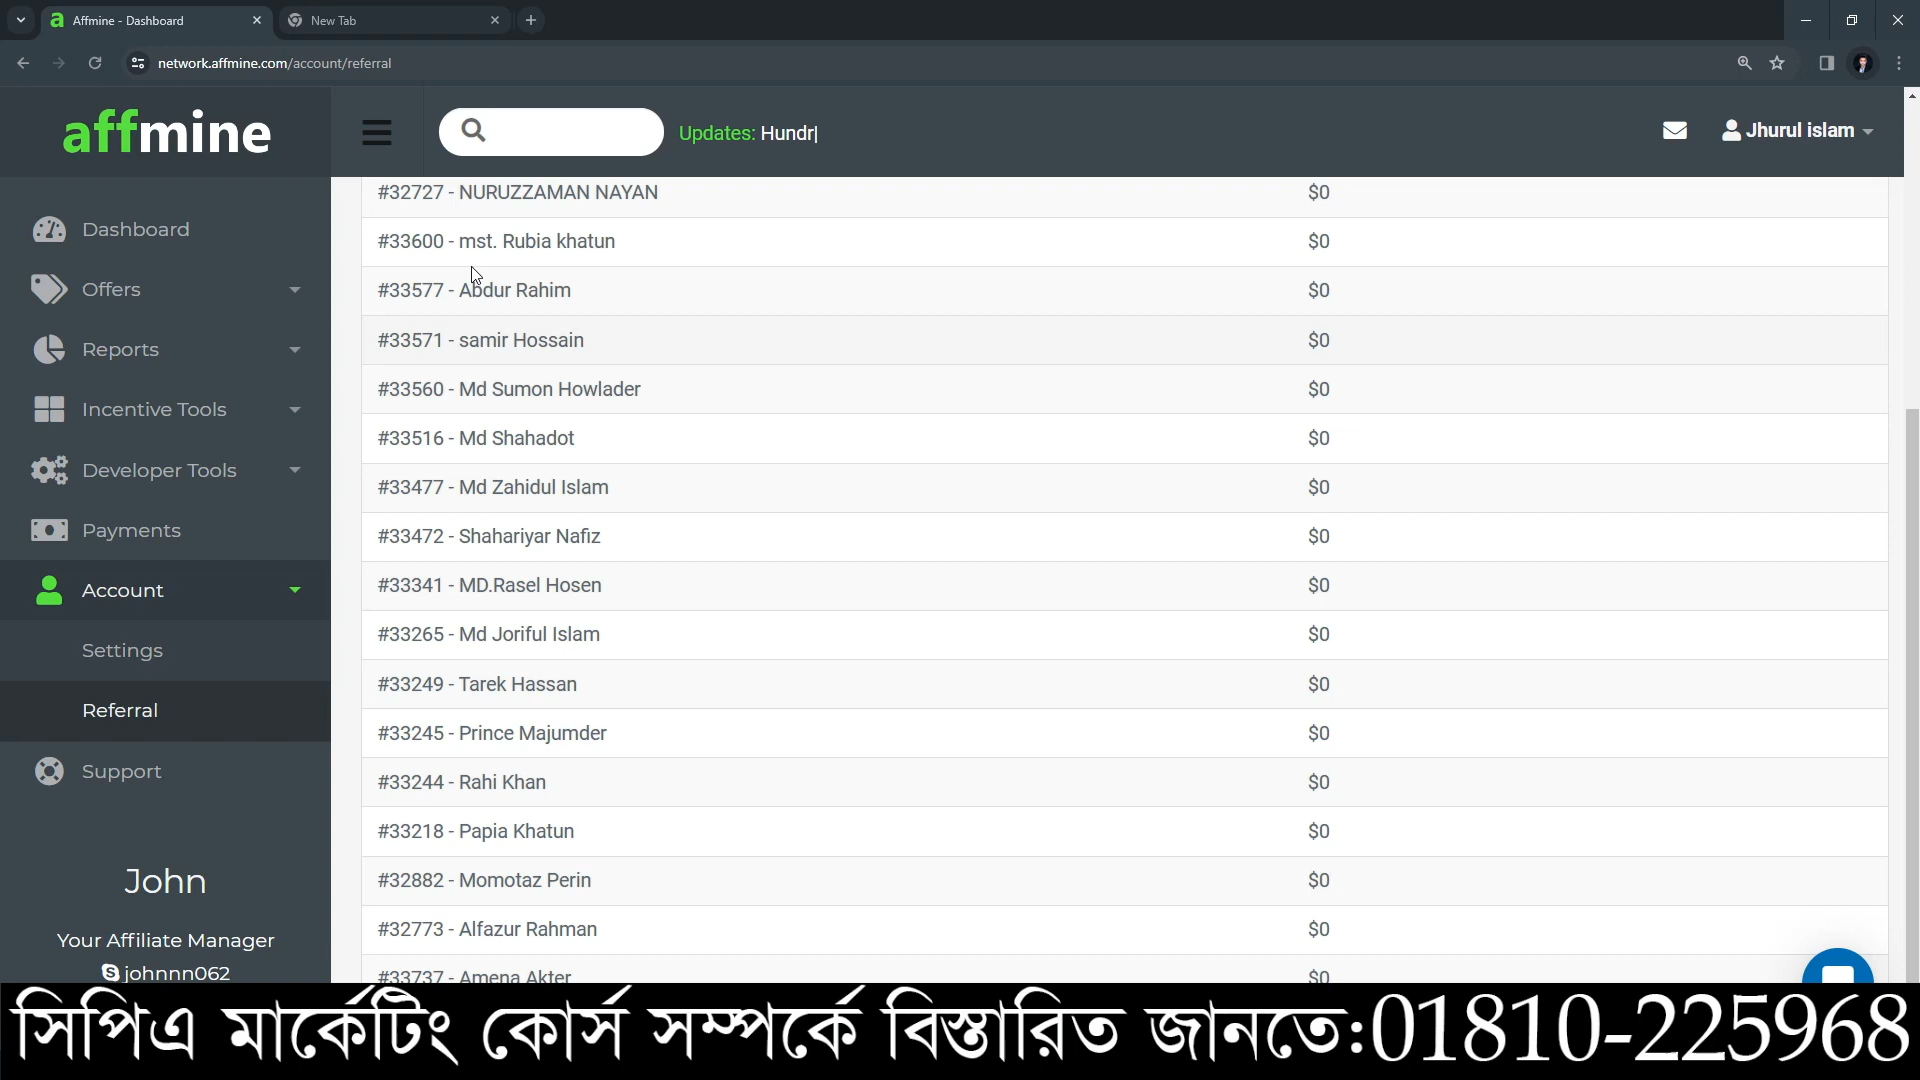 Affmine - Dashboard
New Tab
network.affmine.com/account/referral
affmine
Updates: Hundr|
Jhurul islam
Dashboard
Offers
Reports
Incentive Tools
Developer Tools
Payments
Account
Settings
Referral
Support
John
Your Affiliate Manager
johnnn062
#32727 - NURUZZAMAN NAYAN $0
#33600 - mst. Rubia khatun $0
#33577 - Abdur Rahim $0
#33571 - samir Hossain $0
#33560 - Md Sumon Howlader $0
#33516 - Md Shahadot $0
#33477 - Md Zahidul Islam $0
#33472 - Shahariyar Nafiz $0
#33341 - MD.Rasel Hosen $0
#33265 - Md Joriful Islam $0
#33249 - Tarek Hassan $0
#33245 - Prince Majumder $0
#33244 - Rahi Khan $0
#33218 - Papia Khatun $0
#32882 - Momotaz Perin $0
#32773 - Alfazur Rahman $0
#33737 - Amena Akter $0
সিপিএ মার্কেটিং কোর্স সম্পর্কে বিস্তারিত জানতে:01810-225968